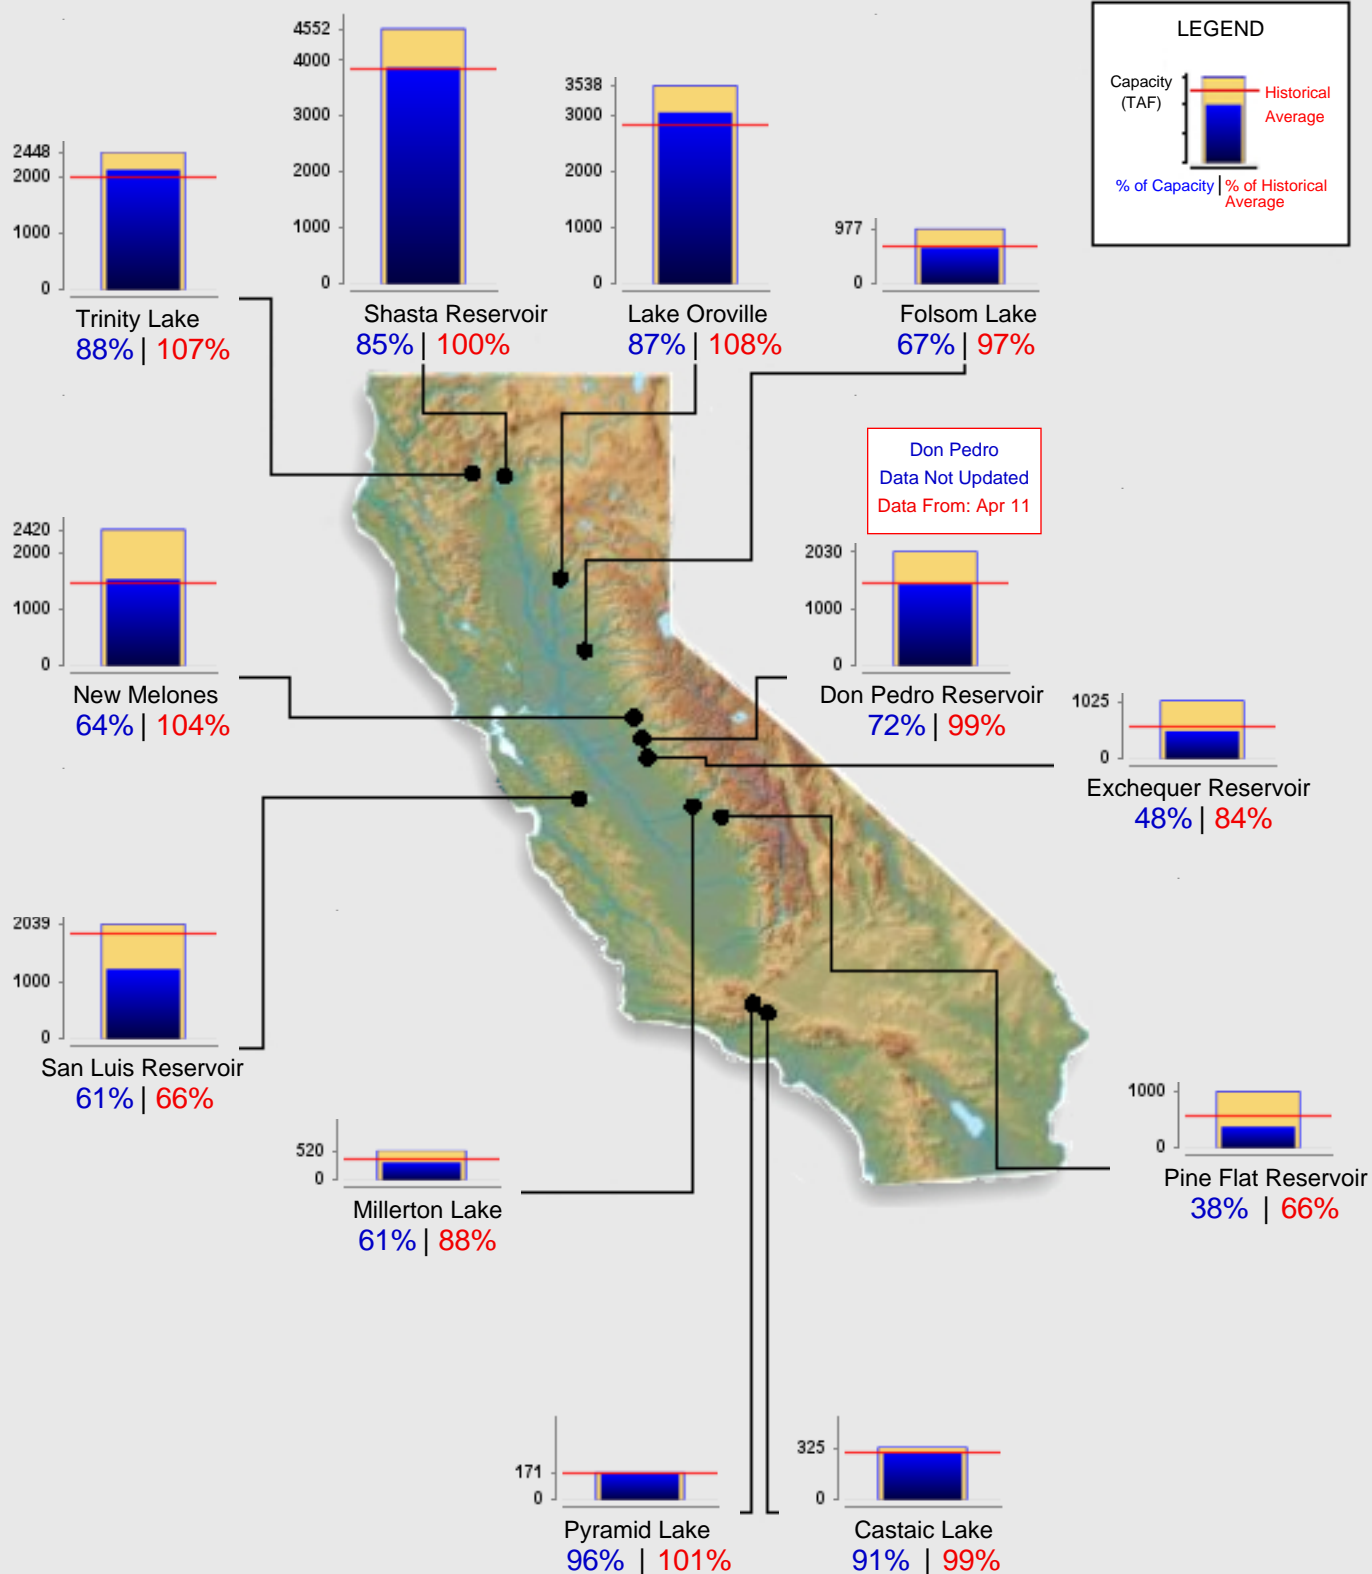 LEGEND
Capacity
(TAF)
Historical
Average
% of Capacity | % of Historical
Average
4552
4000
3000
2000
1000
0
Shasta Reservoir
85% | 100%
3538
3000
2000
1000
0
Lake Oroville
87% | 108%
2448
2000
1000
0
Trinity Lake
88% | 107%
977
0
Folsom Lake
67% | 97%
Don Pedro
Data Not Updated
Data From: Apr 11
2420
2000
1000
0
New Melones
64% | 104%
2030
1000
0
Don Pedro Reservoir
72% | 99%
1025
0
Exchequer Reservoir
48% | 84%
2039
1000
0
San Luis Reservoir
61% | 66%
520
0
Millerton Lake
61% | 88%
1000
0
Pine Flat Reservoir
38% | 66%
171
0
Pyramid Lake
96% | 101%
325
0
Castaic Lake
91% | 99%